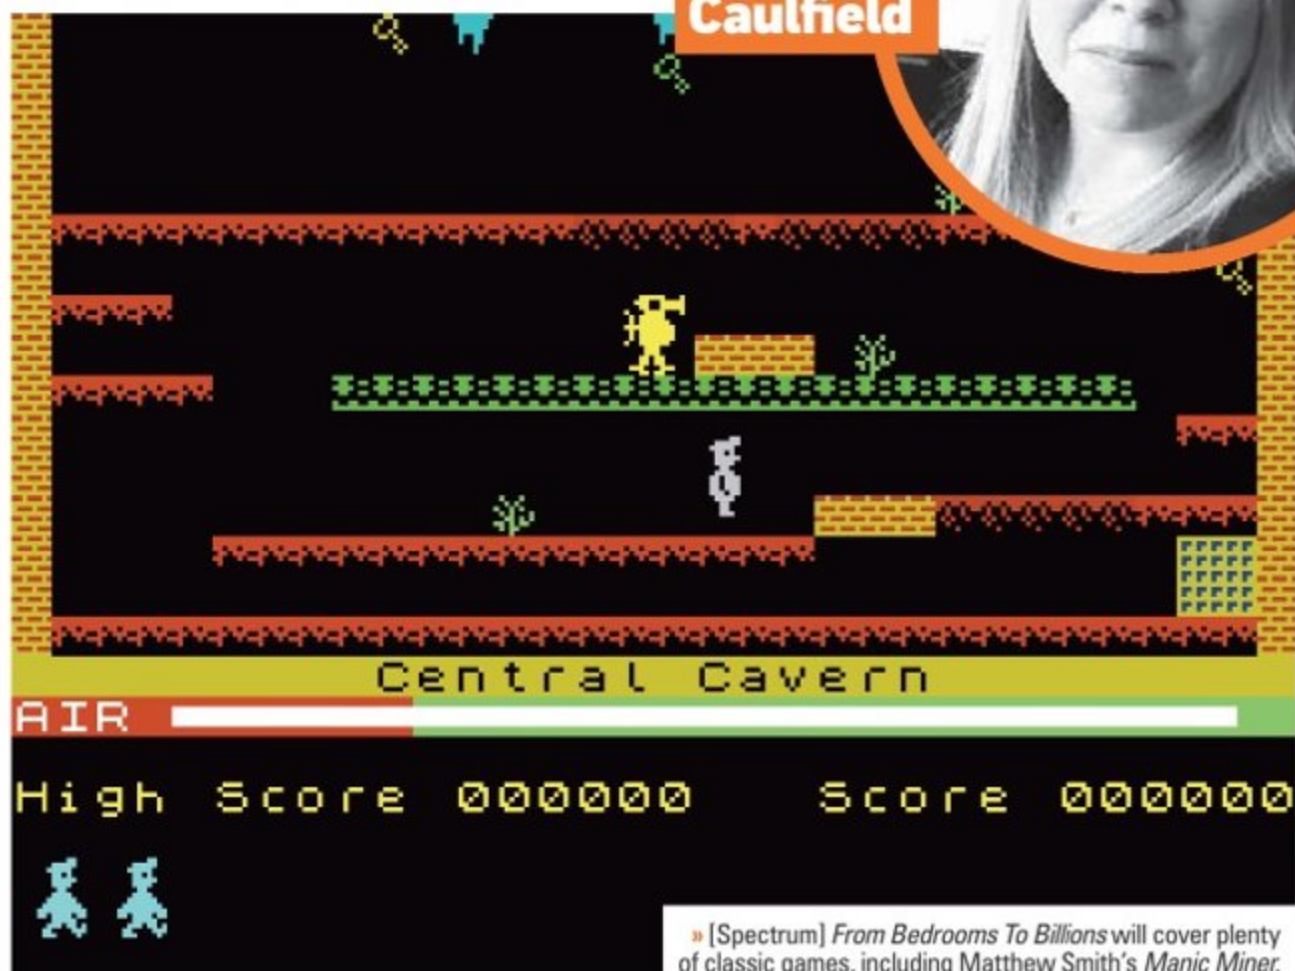 Caulfield
Central Cavern
AIR
High Score 000000 Score 000000
» [Spectrum] From Bedrooms To Billions will cover plenty
of classic games, including Matthew Smith's Manic Miner.